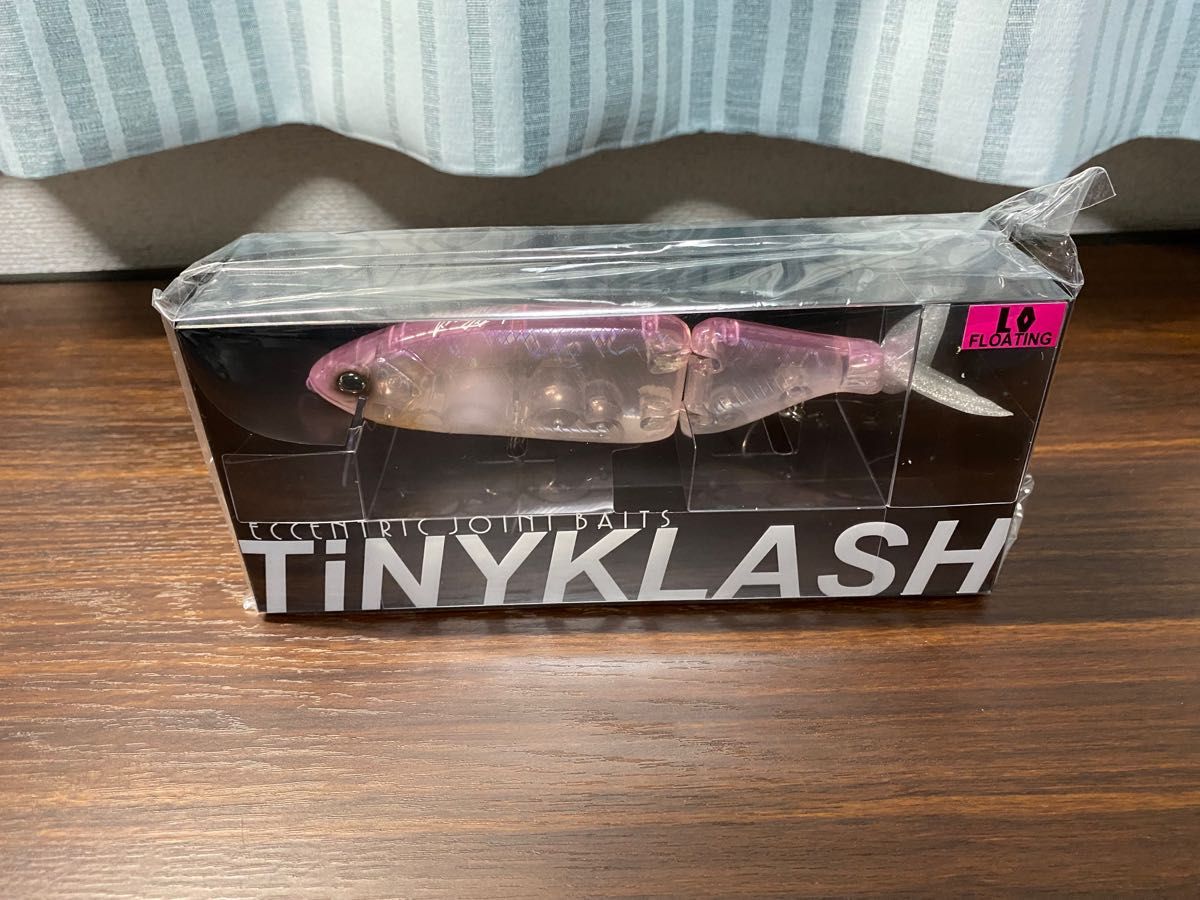 LO
FLOATING
ECCENTRIC JOINT BAITS
TiNYKLASH